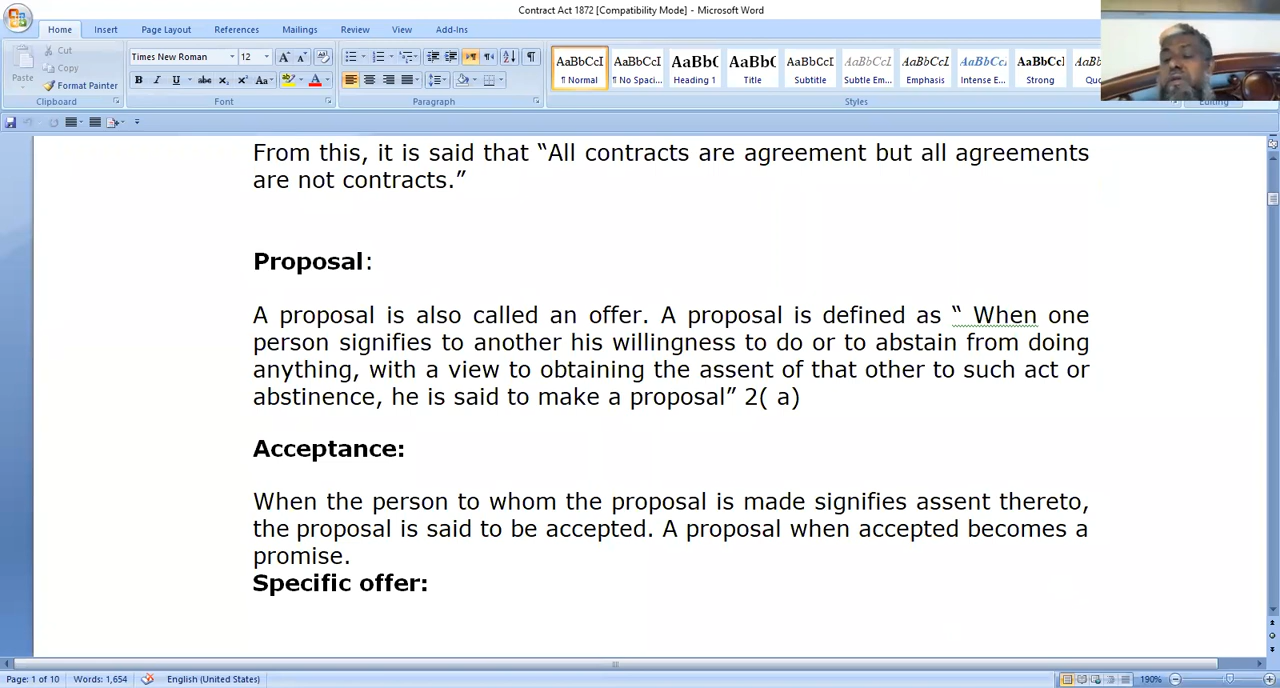 Contract Act 1872 [Compatibility Mode] - Microsoft Word
Home Insert Page Layout References Mailings Review View Add-Ins
Cut
Copy
Paste
Format Painter
Clipboard
Times New Roman 12
Font
Paragraph
AaBbCcI AaBbCcI AaBbC AaBb( AaBbCcI AaBbCcI AaBbCcI AaBbCcI AaBbCcI AaBbC
¶ Normal ¶ No Spaci... Heading 1 Title Subtitle Subtle Em... Emphasis Intense E... Strong Quo
Styles
Editing
From this, it is said that “All contracts are agreement but all agreements
are not contracts.”
Proposal:
A proposal is also called an offer. A proposal is defined as “ When one
person signifies to another his willingness to do or to abstain from doing
anything, with a view to obtaining the assent of that other to such act or
abstinence, he is said to make a proposal” 2( a)
Acceptance:
When the person to whom the proposal is made signifies assent thereto,
the proposal is said to be accepted. A proposal when accepted becomes a
promise.
Specific offer:
Page: 1 of 10 Words: 1,654 English (United States) 190%